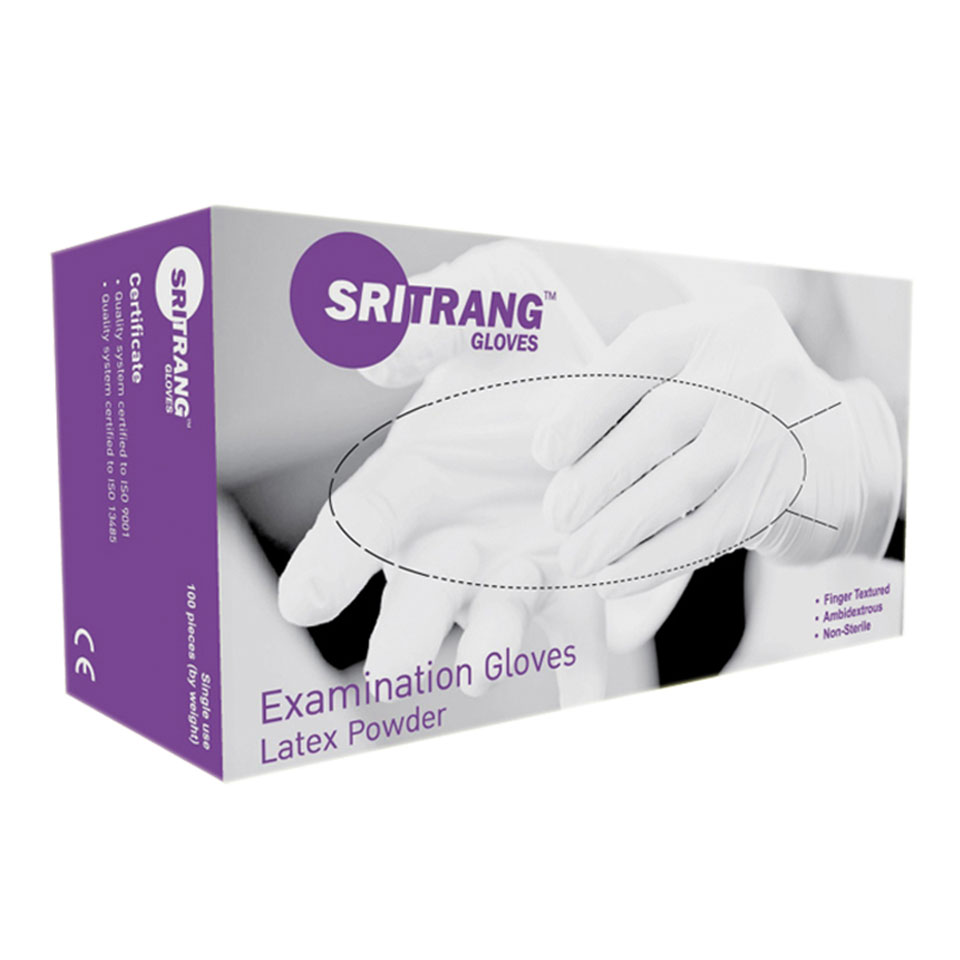 SRITRANG™
GLOVES
Certificate
• Quality system certified to ISO 9001
• Quality system certified to ISO 13485
CE
Single use
100 pieces (by weight)
SRITRANG™
GLOVES
• Finger Textured
• Ambidextrous
• Non-Sterile
Examination Gloves
Latex Powder